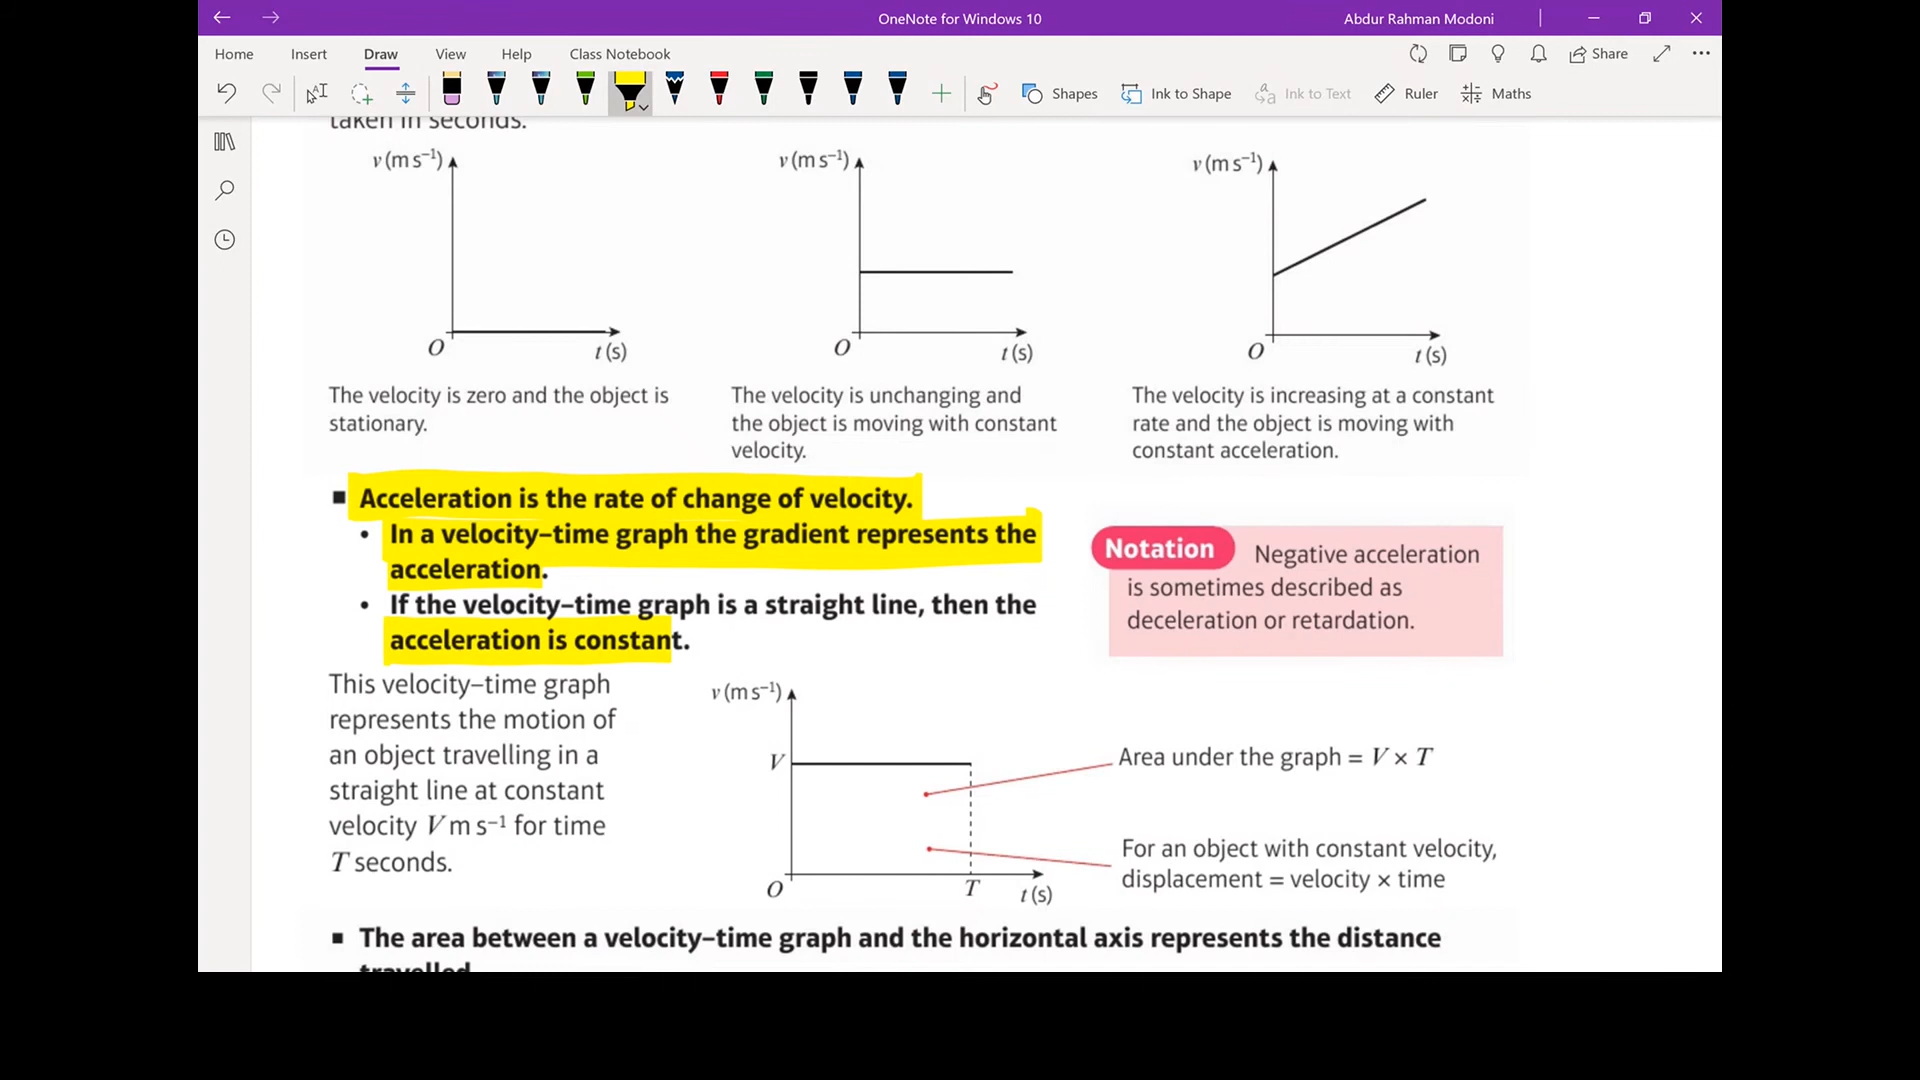 OneNote for Windows 10
Abdur Rahman Modoni
Home Insert Draw View Help Class Notebook
Share
Shapes Ink to Shape Ink to Text Ruler Maths
taken in seconds.
v (m s⁻¹)
O
t (s)
v (m s⁻¹)
O
t (s)
v (m s⁻¹)
O
t (s)
The velocity is zero and the object is
stationary.
The velocity is unchanging and
the object is moving with constant
velocity.
The velocity is increasing at a constant
rate and the object is moving with
constant acceleration.
■ Acceleration is the rate of change of velocity.
• In a velocity–time graph the gradient represents the
acceleration.
• If the velocity–time graph is a straight line, then the
acceleration is constant.
Notation Negative acceleration
is sometimes described as
deceleration or retardation.
This velocity–time graph
represents the motion of
an object travelling in a
straight line at constant
velocity V m s⁻¹ for time
T seconds.
v (m s⁻¹)
V
O
T
t (s)
Area under the graph = V × T
For an object with constant velocity,
displacement = velocity × time
■ The area between a velocity–time graph and the horizontal axis represents the distance
travelled